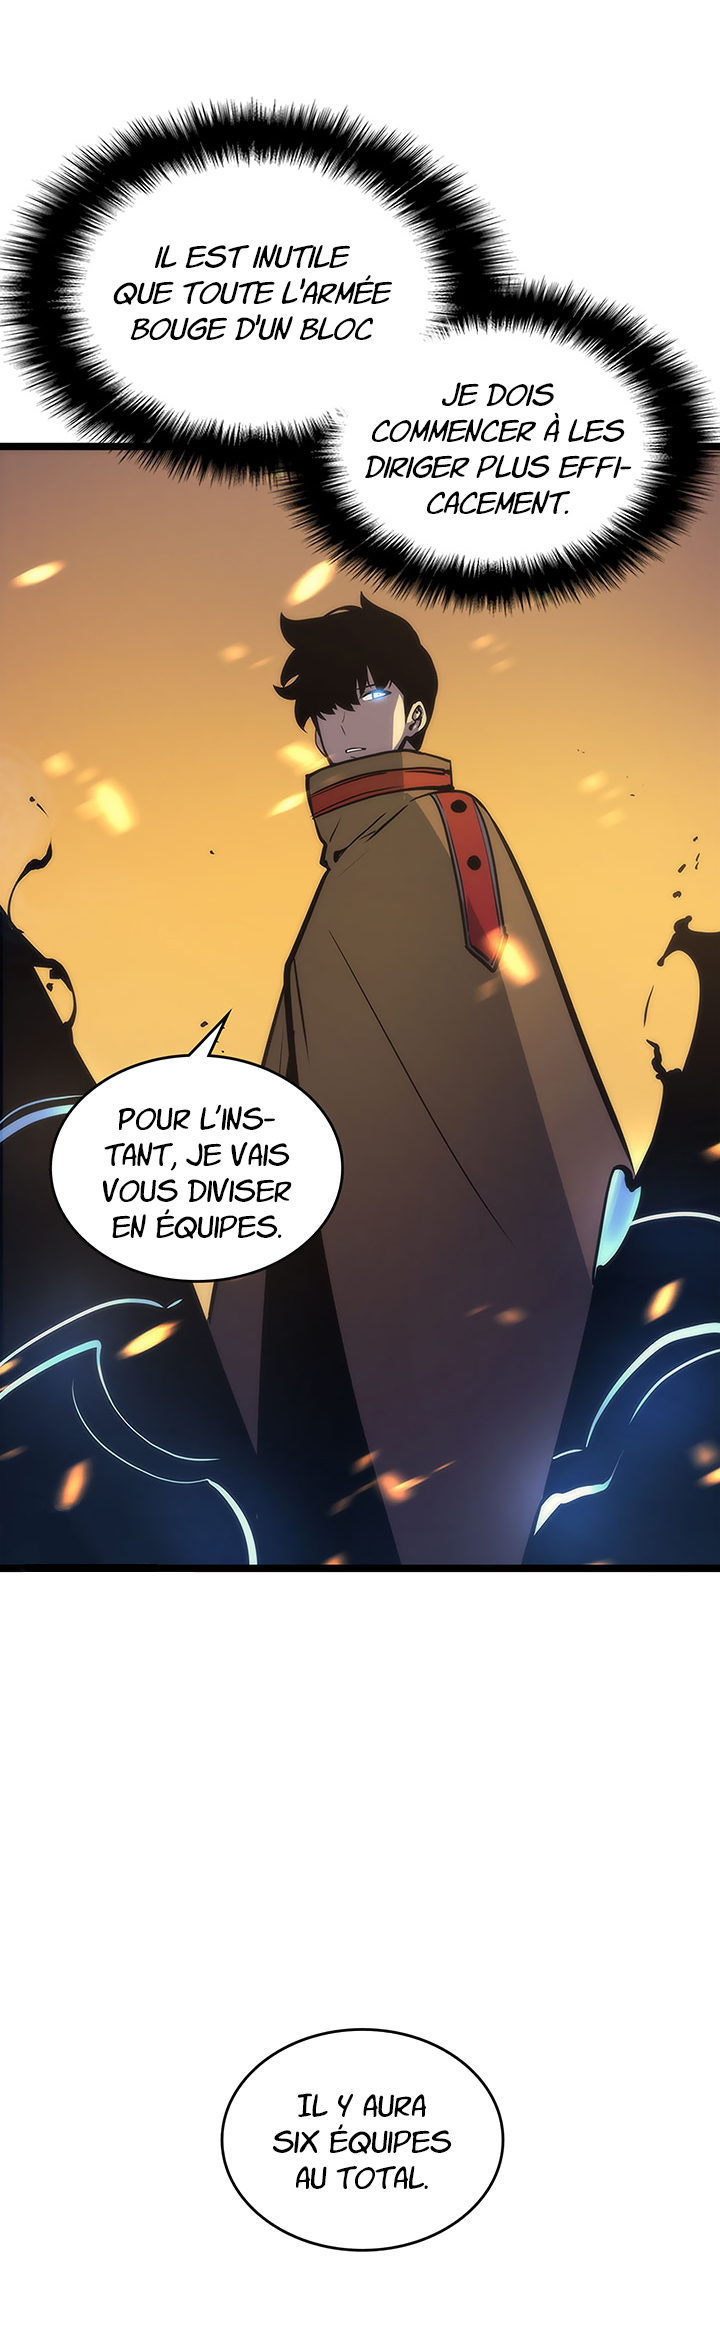 IL EST INUTILE
QUE TOUTE L'ARMÉE
BOUGE D'UN BLOC
JE DOIS
COMMENCER À LES
DIRIGER PLUS EFFI-
CACEMENT.
POUR L'INS-
TANT, JE VAIS
VOUS DIVISER
EN ÉQUIPES.
IL Y AURA
SIX ÉQUIPES
AU TOTAL.